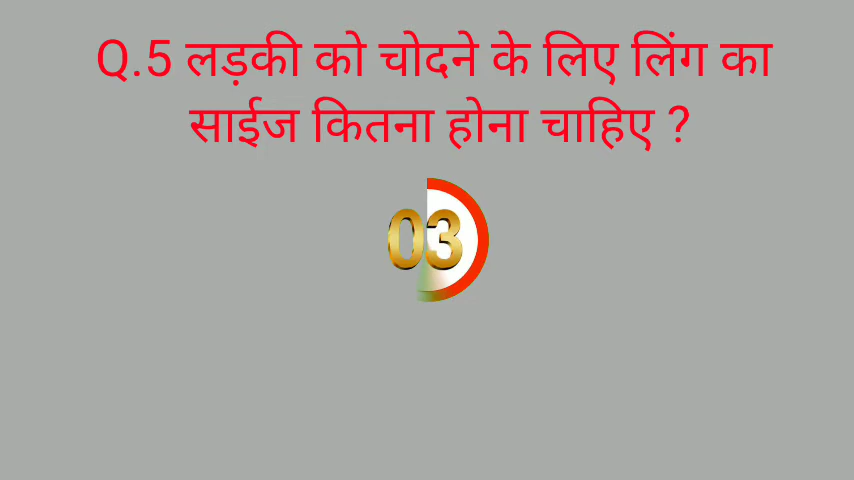 Q.5 लड़की को चोदने के लिए लिंग का
साईज कितना होना चाहिए ?
03